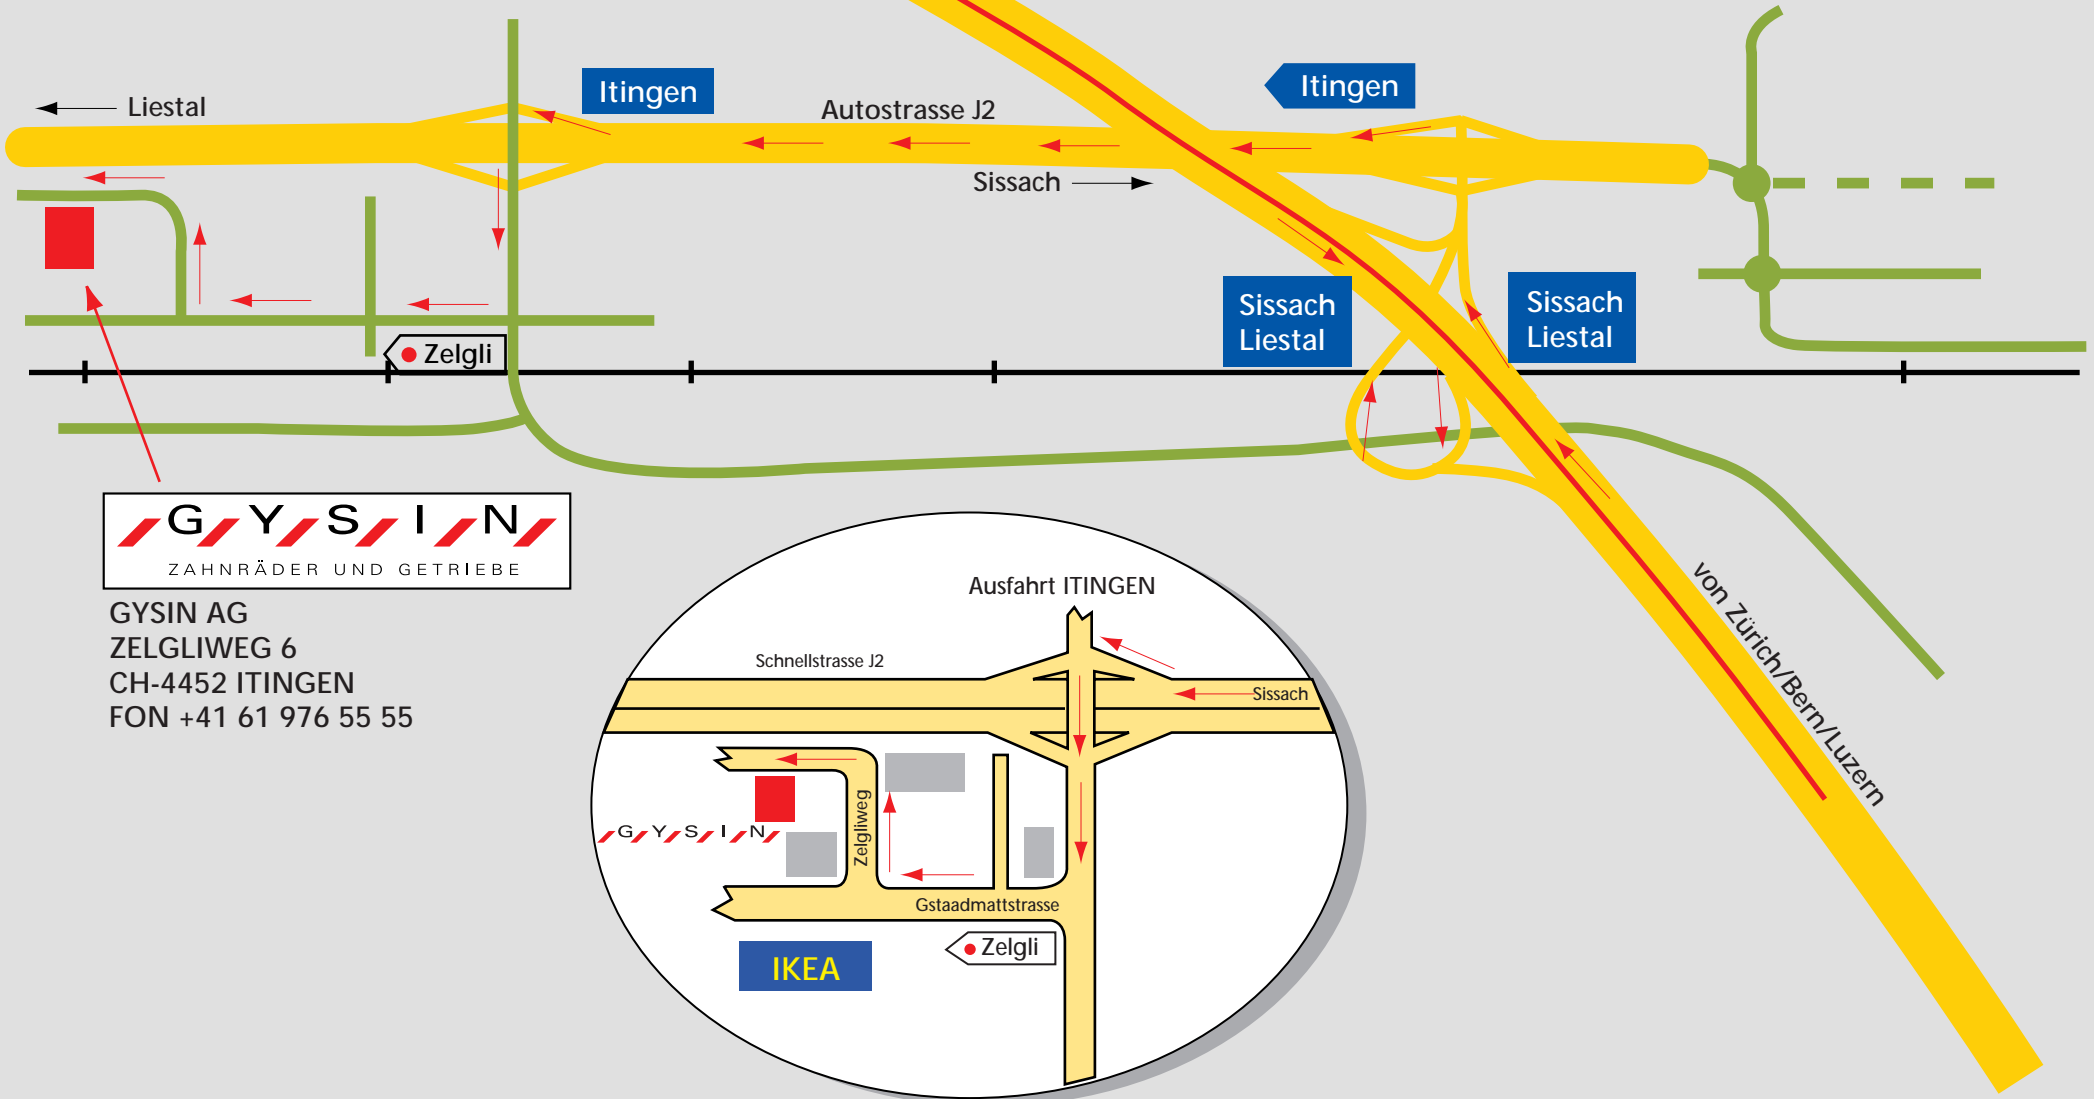 Itingen
Itingen
Liestal
Autostrasse J2
Sissach
Sissach
Liestal
Sissach
Liestal
Zelgli
GYSIN
ZAHNRÄDER UND GETRIEBE
GYSIN AG
ZELGLIWEG 6
CH-4452 ITINGEN
FON +41 61 976 55 55
von Zürich/Bern/Luzern
Ausfahrt ITINGEN
Schnellstrasse J2
Sissach
Zelgliweg
GYSIN
Gstaadmattstrasse
Zelgli
IKEA